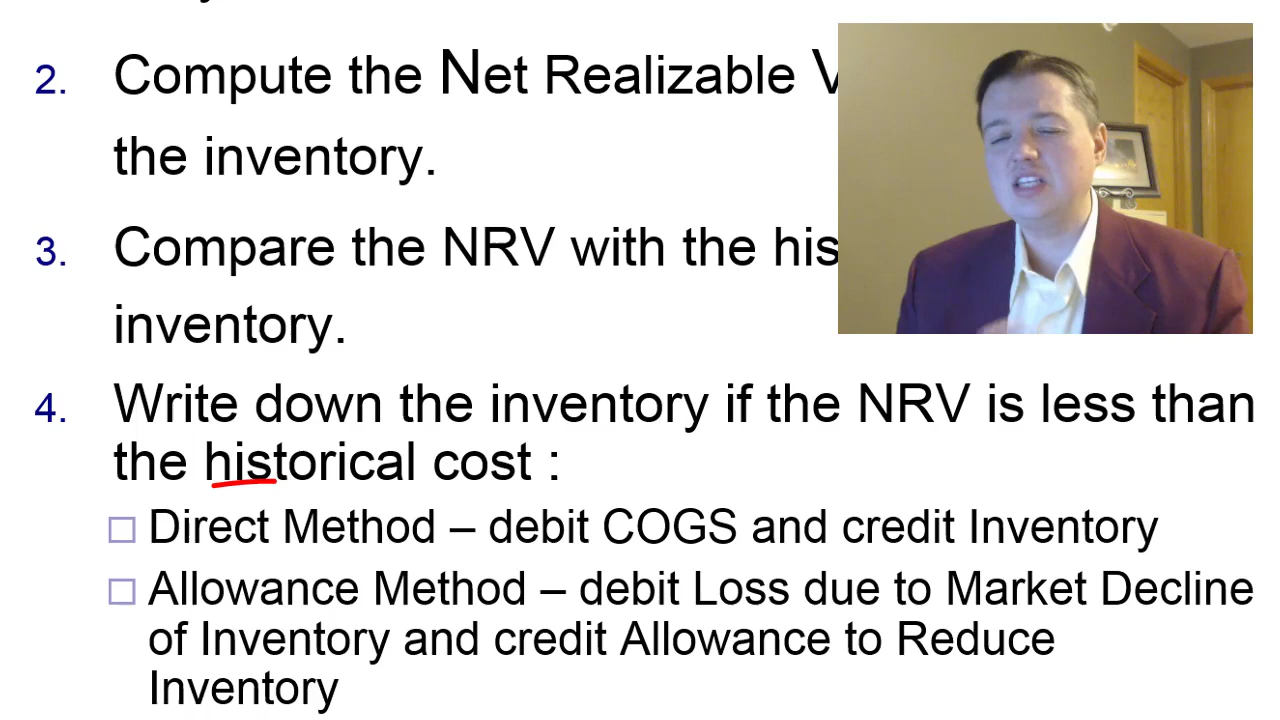 2. Compute the Net Realizable V
the inventory.
3. Compare the NRV with the his
inventory.
4. Write down the inventory if the NRV is less than
the historical cost :
Direct Method – debit COGS and credit Inventory
Allowance Method – debit Loss due to Market Decline
of Inventory and credit Allowance to Reduce
Inventory